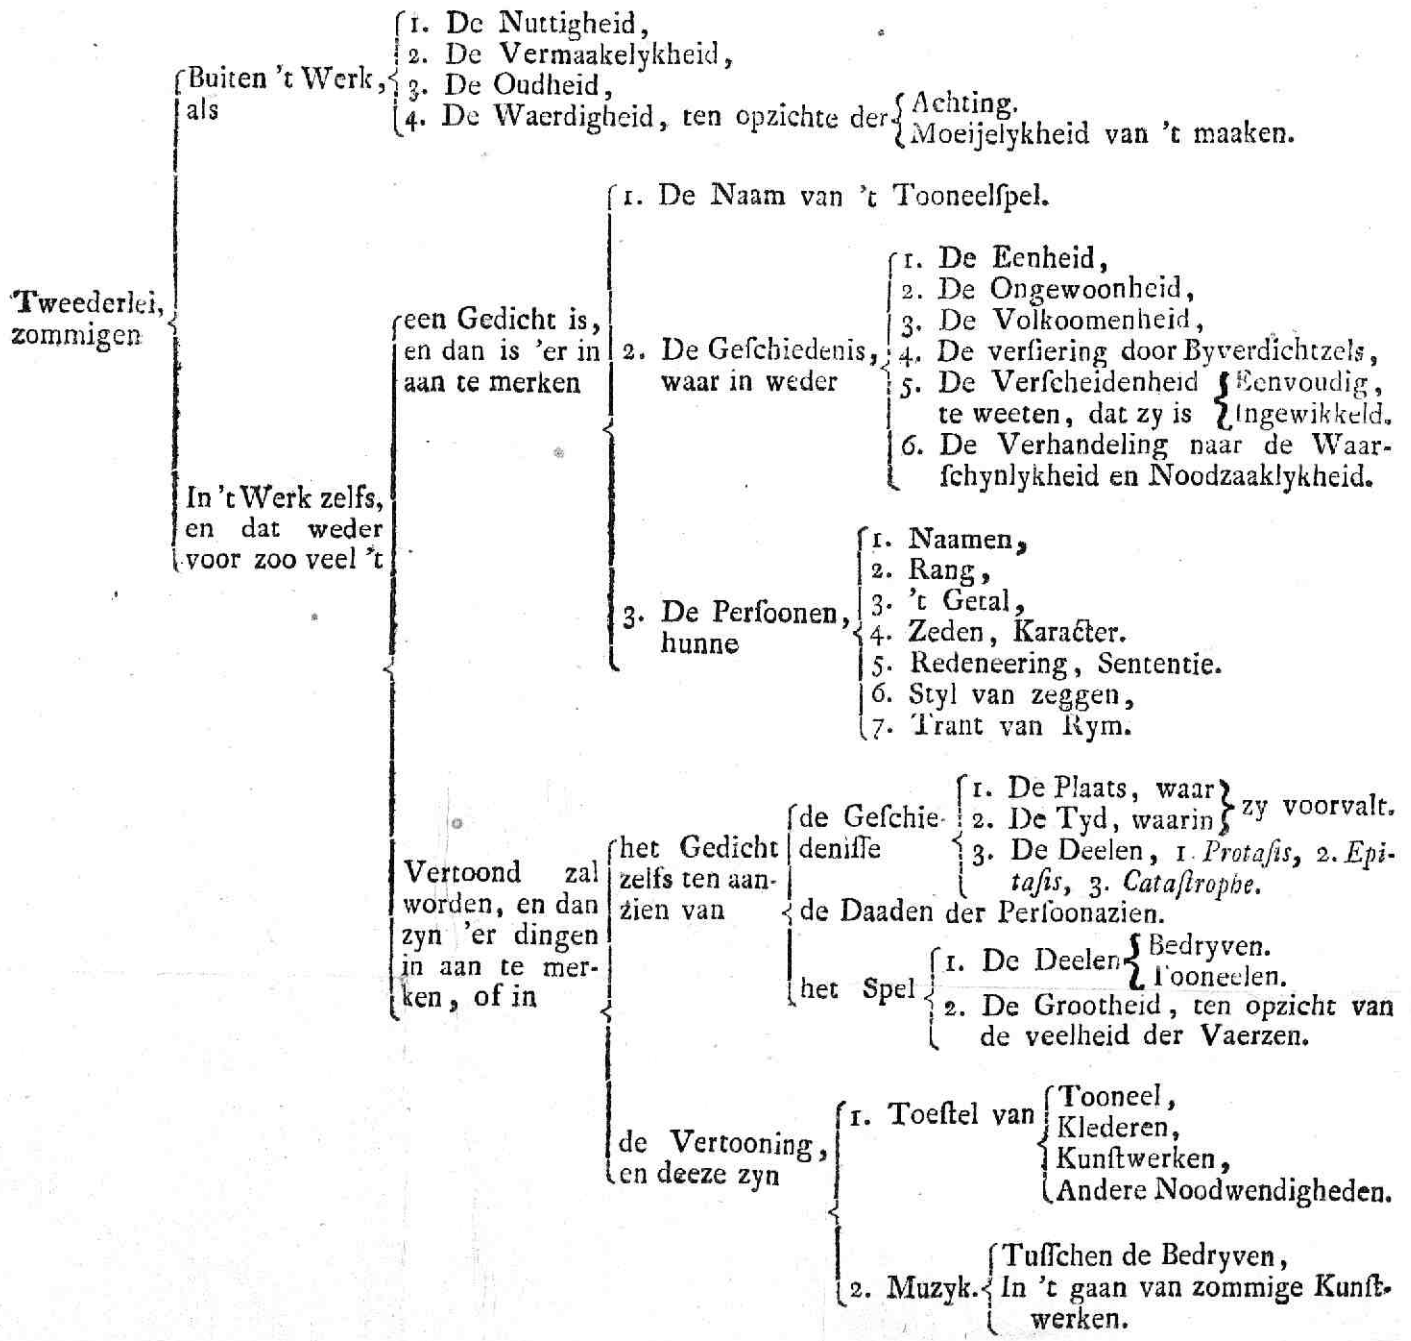 Tweederlei,
zommigen
Buiten 't Werk,
als
1. De Nuttigheid,
2. De Vermaakelykheid,
3. De Oudheid,
4. De Waerdigheid, ten opzichte der
Achting.
Moeijelykheid van 't maaken.
In 't Werk zelfs,
en dat weder
voor zoo veel 't
een Gedicht is,
en dan is 'er in
aan te merken
1. De Naam van 't Tooneelſpel.
2. De Geſchiedenis,
waar in weder
1. De Eenheid,
2. De Ongewoonheid,
3. De Volkoomenheid,
4. De verſiering door Byverdichtzels,
5. De Verſcheidenheid
te weeten, dat zy is
Eenvoudig,
Ingewikkeld.
6. De Verhandeling naar de Waar-
ſchynlykheid en Noodzaaklykheid.
3. De Perſoonen,
hunne
1. Naamen,
2. Rang,
3. 't Getal,
4. Zeden, Karacter.
5. Redeneering, Sententie.
6. Styl van zeggen,
7. Trant van Rym.
Vertoond zal
worden, en dan
zyn 'er dingen
in aan te mer-
ken, of in
het Gedicht
zelfs ten aan-
zien van
de Geſchie-
deniſſe
1. De Plaats, waar
2. De Tyd, waarin
zy voorvalt.
3. De Deelen, 1. Protaſis, 2. Epi-
taſis, 3. Cataſtrophe.
de Daaden der Perſoonazien.
het Spel
1. De Deelen
Bedryven.
Tooneelen.
2. De Grootheid, ten opzicht van
de veelheid der Vaerzen.
de Vertooning,
en deeze zyn
1. Toeſtel van
Tooneel,
Klederen,
Kunſtwerken,
Andere Noodwendigheden.
2. Muzyk.
Tuſſchen de Bedryven,
In 't gaan van zommige Kunſt-
werken.